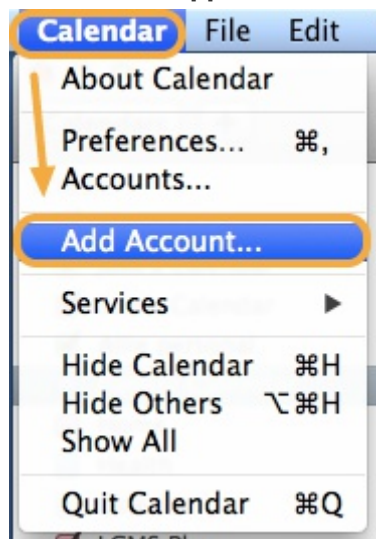 Calendar File Edit
About Calendar
Preferences... ⌘,
Accounts...
Add Account...
Services ▶
Hide Calendar ⌘H
Hide Others ⌥⌘H
Show All
Quit Calendar ⌘Q